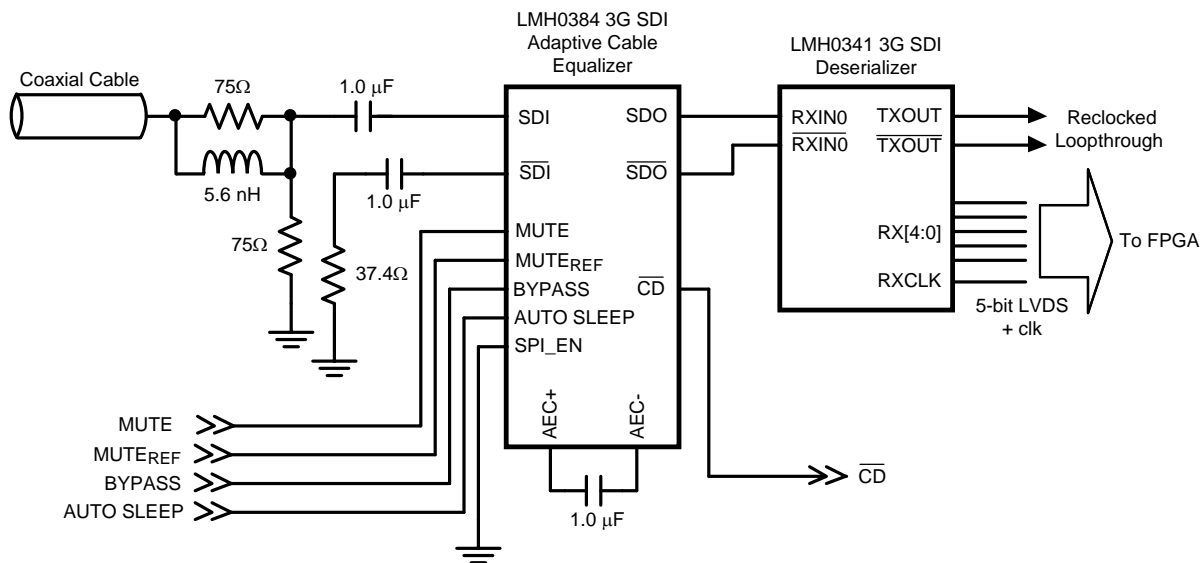 LMH0384 3G SDI
Adaptive Cable
Equalizer
LMH0341 3G SDI
Deserializer
Coaxial Cable
75Ω
1.0 μF
5.6 nH
1.0 μF
75Ω
37.4Ω
SDI
SDO
SDI
SDO
MUTE
MUTEREF
BYPASS
CD
AUTO SLEEP
SPI_EN
AEC+
AEC-
1.0 μF
RXIN0
TXOUT
RXIN0
TXOUT
RX[4:0]
RXCLK
Reclocked
Loopthrough
To FPGA
5-bit LVDS
+ clk
MUTE
MUTEREF
BYPASS
AUTO SLEEP
CD